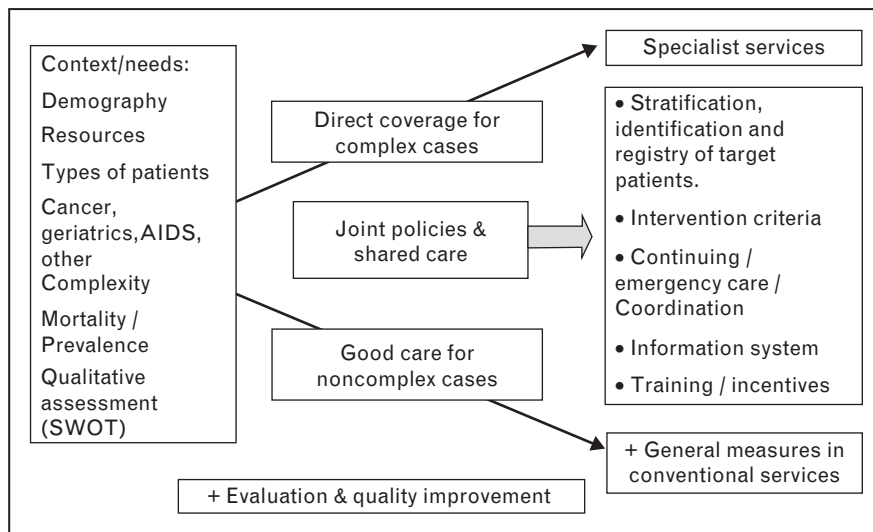 Context/needs:
Demography
Resources
Types of patients
Cancer,
geriatrics,AIDS,
other
Complexity
Mortality /
Prevalence
Qualitative
assessment
(SWOT)
Direct coverage for
complex cases
Joint policies &
shared care
Good care for
noncomplex cases
+ Evaluation & quality improvement
Specialist services
• Stratification,
identification and
registry of target
patients.
• Intervention criteria
• Continuing /
emergency care /
Coordination
• Information system
• Training / incentives
+ General measures in
conventional services